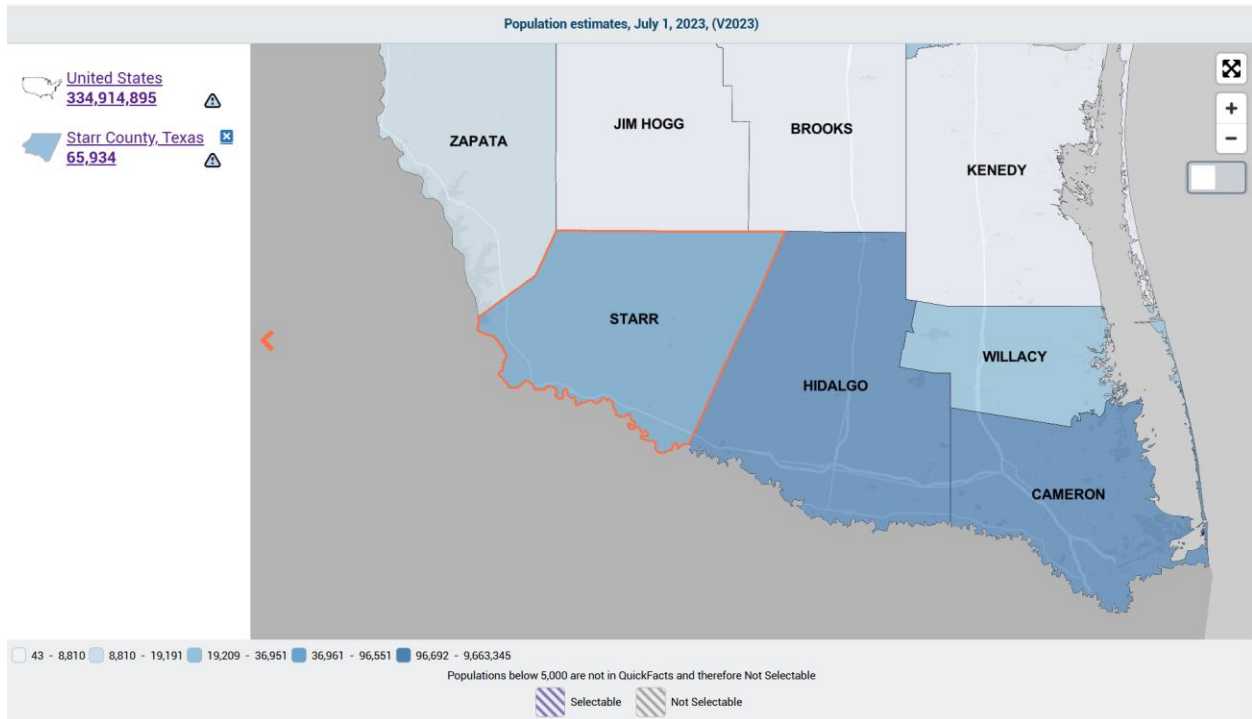 Population estimates, July 1, 2023, (V2023)
United States
334,914,895
Starr County, Texas
65,934
ZAPATA
JIM HOGG
BROOKS
KENEDY
STARR
HIDALGO
WILLACY
CAMERON
43 - 8,810 8,810 - 19,191 19,209 - 36,951 36,961 - 96,551 96,692 - 9,663,345
Populations below 5,000 are not in QuickFacts and therefore Not Selectable
Selectable Not Selectable